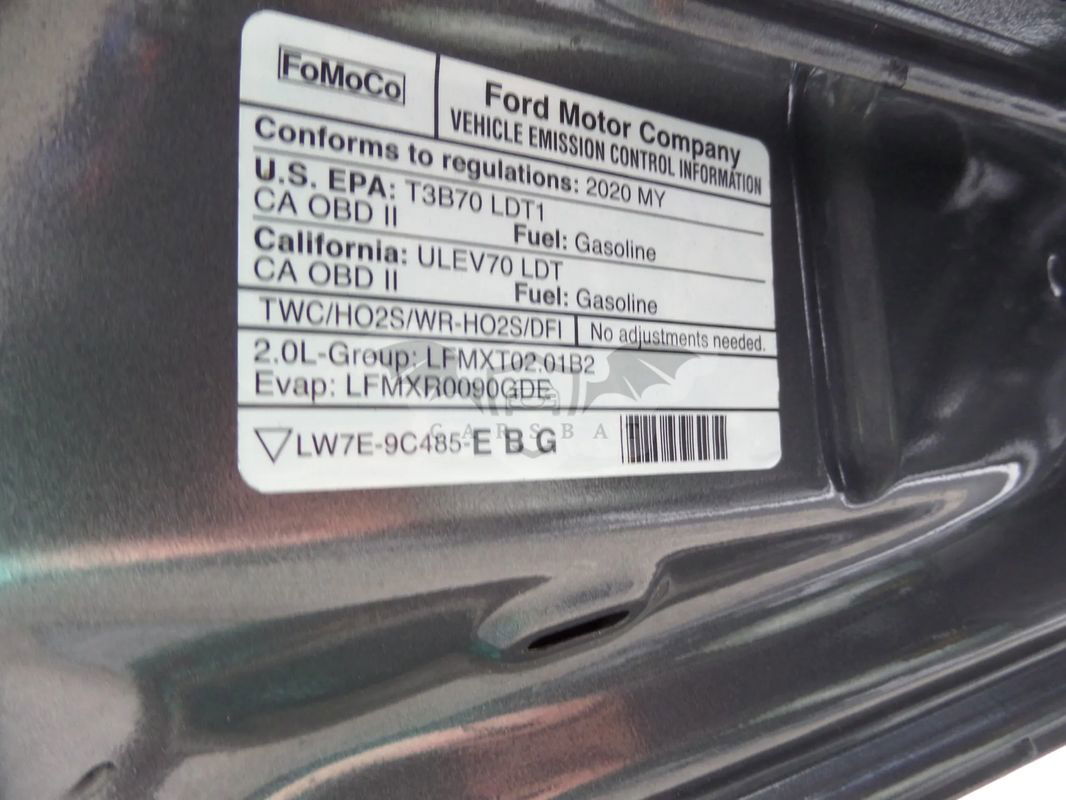 FoMoCo
Ford Motor Company
VEHICLE EMISSION CONTROL INFORMATION
Conforms to regulations: 2020 MY
U.S. EPA: T3B70 LDT1
CA OBD II Fuel: Gasoline
California: ULEV70 LDT
CA OBD II Fuel: Gasoline
TWC/HO2S/WR-HO2S/DFI No adjustments needed.
2.0L-Group: LFMXT02.01B2
Evap: LFMXR0090GDE
LW7E-9C485-E B G
CARSBAT